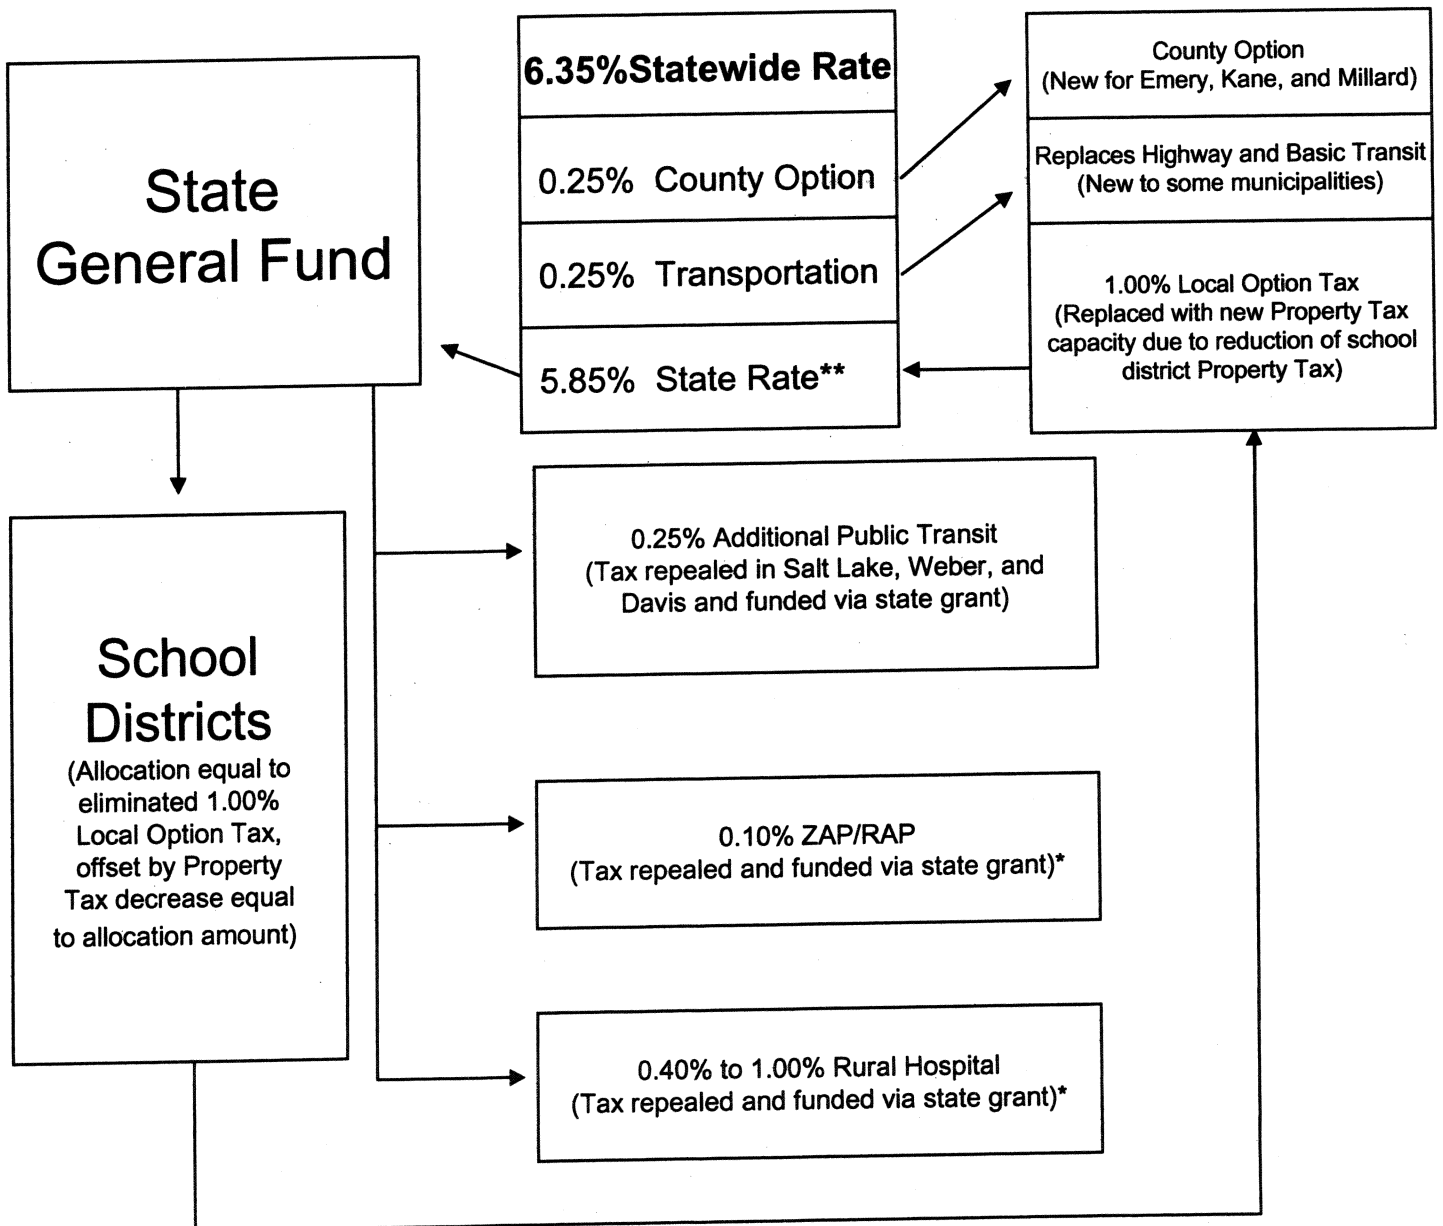 State
General Fund
6.35%Statewide Rate
0.25% County Option
0.25% Transportation
5.85% State Rate**
County Option
(New for Emery, Kane, and Millard)
Replaces Highway and Basic Transit
(New to some municipalities)
1.00% Local Option Tax
(Replaced with new Property Tax
capacity due to reduction of school
district Property Tax)
School
Districts
(Allocation equal to
eliminated 1.00%
Local Option Tax,
offset by Property
Tax decrease equal
to allocation amount)
0.25% Additional Public Transit
(Tax repealed in Salt Lake, Weber, and
Davis and funded via state grant)
0.10% ZAP/RAP
(Tax repealed and funded via state grant)*
0.40% to 1.00% Rural Hospital
(Tax repealed and funded via state grant)*